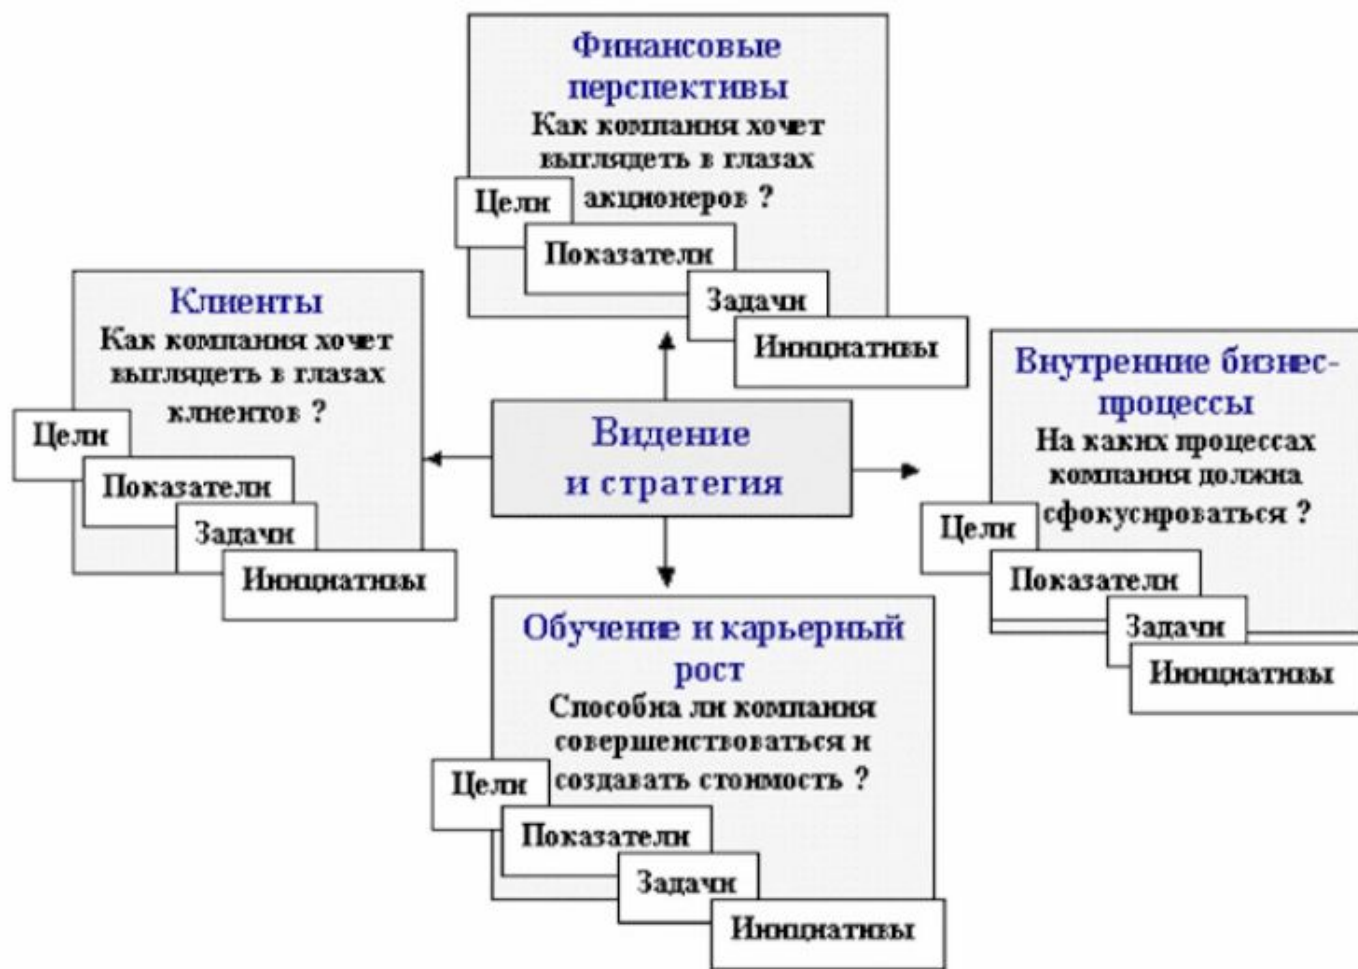 Финансовые
перспективы
Как компания хочет
выглядеть в глазах
акционеров ?
Цели
Показатели
Задачи
Инициативы
Клиенты
Как компания хочет
выглядеть в глазах
клиентов ?
Цели
Показатели
Задачи
Инициативы
Видение
и стратегия
Внутренние бизнес-
процессы
На каких процессах
компания должна
сфокусироваться ?
Цели
Показатели
Задачи
Инициативы
Обучение и карьерный
рост
Способна ли компания
совершенствоваться и
создавать стоимость ?
Цели
Показатели
Задачи
Инициативы